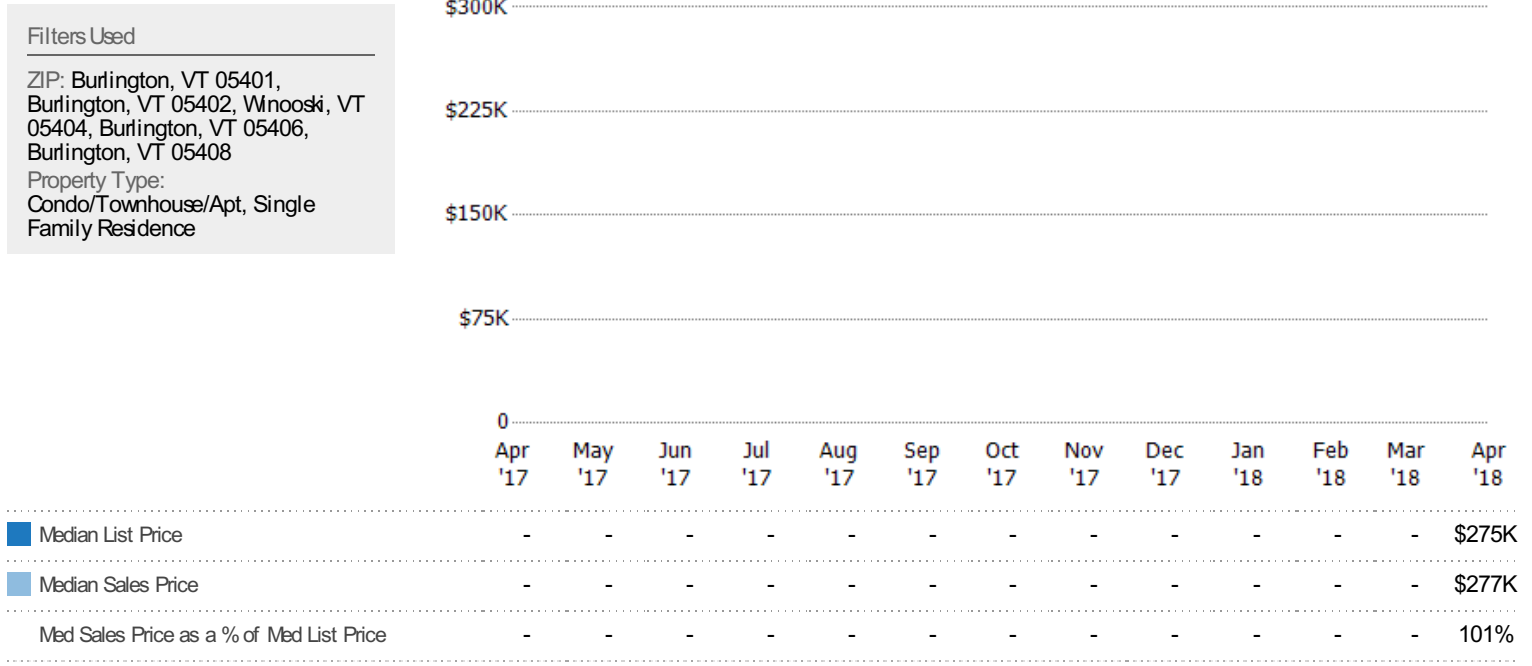 Filters Used
ZIP: Burlington, VT 05401,
Burlington, VT 05402, Winooski, VT
05404, Burlington, VT 05406,
Burlington, VT 05408
Property Type:
Condo/Townhouse/Apt, Single
Family Residence
$300K
$225K
$150K
$75K
0
Apr May Jun Jul Aug Sep Oct Nov Dec Jan Feb Mar Apr
'17 '17 '17 '17 '17 '17 '17 '17 '17 '18 '18 '18 '18
Median List Price - - - - - - - - - - - - $275K
Median Sales Price - - - - - - - - - - - - $277K
Med Sales Price as a % of Med List Price - - - - - - - - - - - - 101%